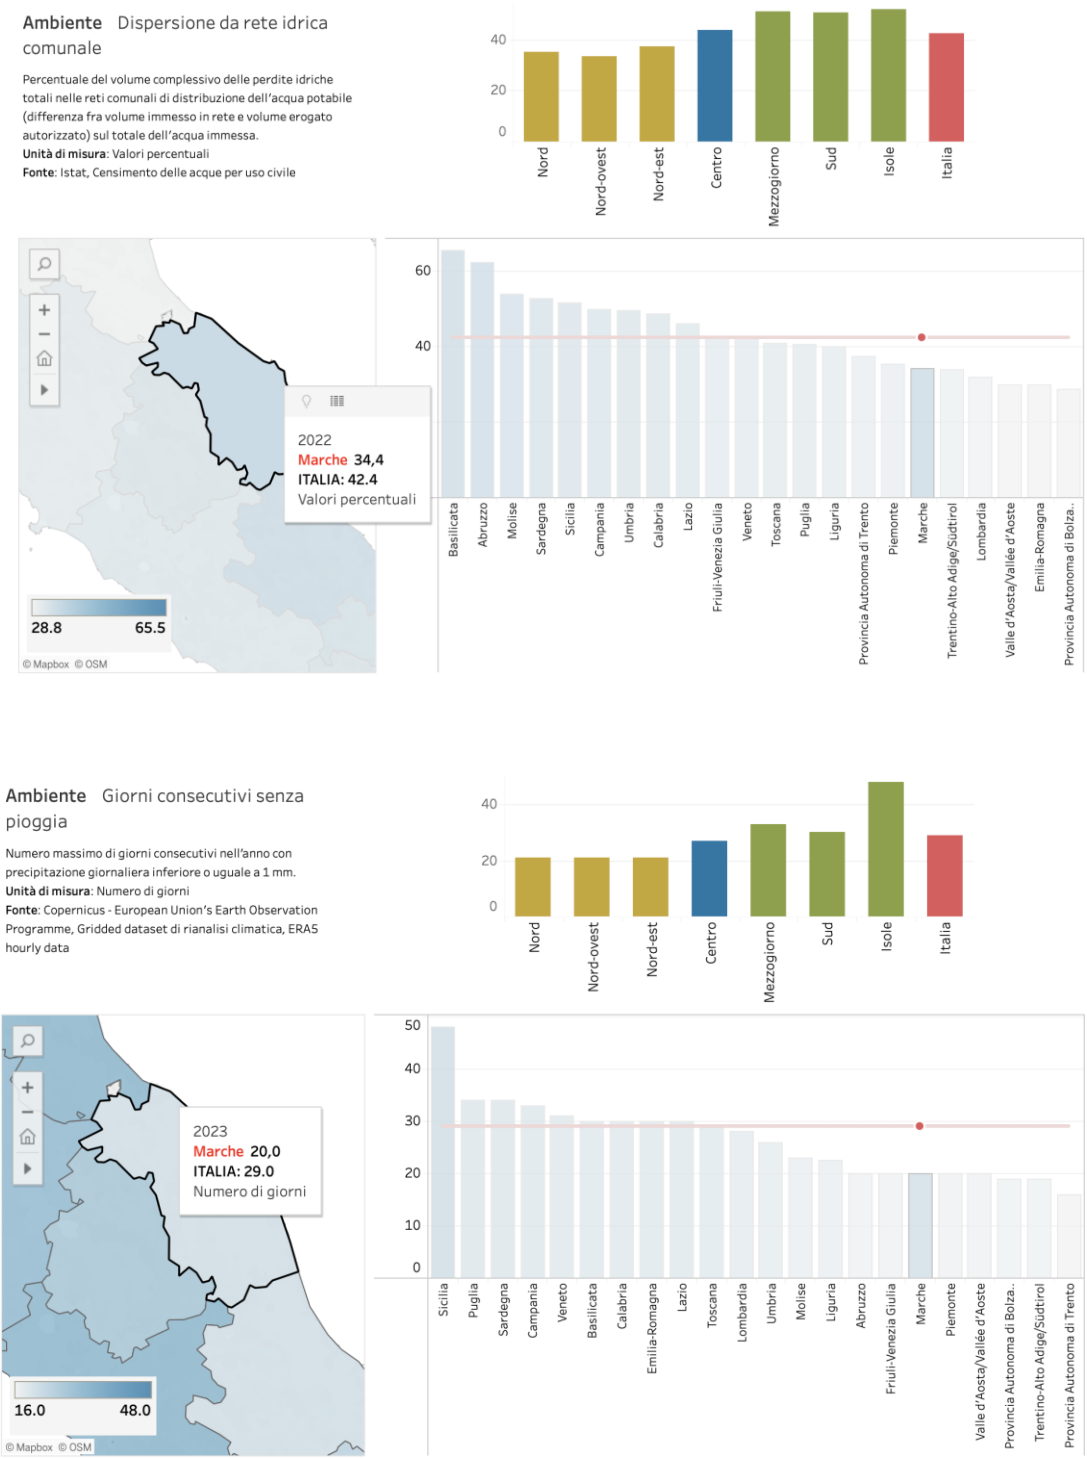 Ambiente Dispersione da rete idrica
comunale
Percentuale del volume complessivo delle perdite idriche
totali nelle reti comunali di distribuzione dell'acqua potabile
(differenza fra volume immesso in rete e volume erogato
autorizzato) sul totale dell'acqua immessa.
Unità di misura: Valori percentuali
Fonte: Istat, Censimento delle acque per uso civile
40
20
0
Nord
Nord-ovest
Nord-est
Centro
Mezzogiorno
Sud
Isole
Italia
2022
Marche 34,4
ITALIA: 42.4
Valori percentuali
28.8 65.5
© Mapbox © OSM
60
40
Basilicata
Abruzzo
Molise
Sardegna
Sicilia
Campania
Umbria
Calabria
Lazio
Friuli-Venezia Giulia
Veneto
Toscana
Puglia
Liguria
Provincia Autonoma di Trento
Piemonte
Marche
Trentino-Alto Adige/Südtirol
Lombardia
Valle d'Aosta/Vallée d'Aoste
Emilia-Romagna
Provincia Autonoma di Bolza..
Ambiente Giorni consecutivi senza
pioggia
Numero massimo di giorni consecutivi nell'anno con
precipitazione giornaliera inferiore o uguale a 1 mm.
Unità di misura: Numero di giorni
Fonte: Copernicus - European Union's Earth Observation
Programme, Gridded dataset di rianalisi climatica, ERA5
hourly data
40
20
0
Nord
Nord-ovest
Nord-est
Centro
Mezzogiorno
Sud
Isole
Italia
2023
Marche 20,0
ITALIA: 29.0
Numero di giorni
16.0 48.0
© Mapbox © OSM
50
40
30
20
10
0
Sicilia
Puglia
Sardegna
Campania
Veneto
Basilicata
Calabria
Emilia-Romagna
Lazio
Toscana
Lombardia
Umbria
Molise
Liguria
Abruzzo
Friuli-Venezia Giulia
Marche
Piemonte
Valle d'Aosta/Vallée d'Aoste
Provincia Autonoma di Bolza..
Trentino-Alto Adige/Südtirol
Provincia Autonoma di Trento